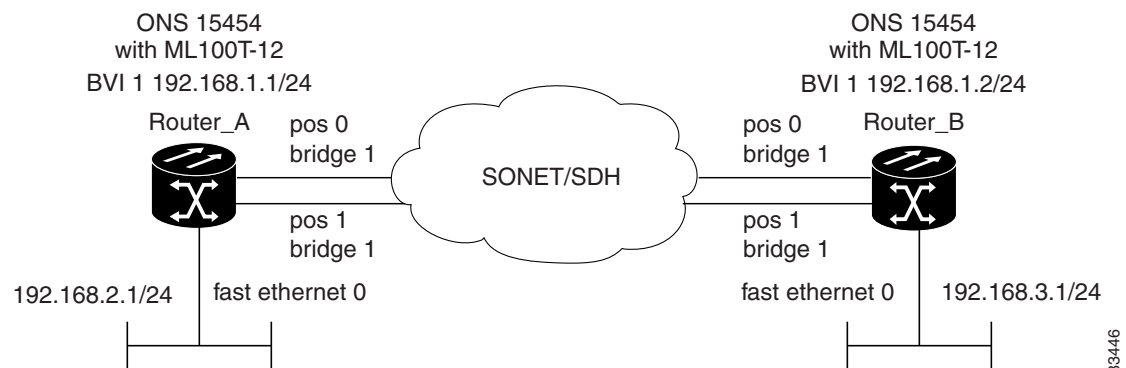 ONS 15454
with ML100T-12
BVI 1 192.168.1.1/24
Router_A
pos 0
bridge 1
pos 1
bridge 1
192.168.2.1/24
fast ethernet 0
SONET/SDH
ONS 15454
with ML100T-12
BVI 1 192.168.1.2/24
pos 0
bridge 1
Router_B
pos 1
bridge 1
fast ethernet 0
192.168.3.1/24